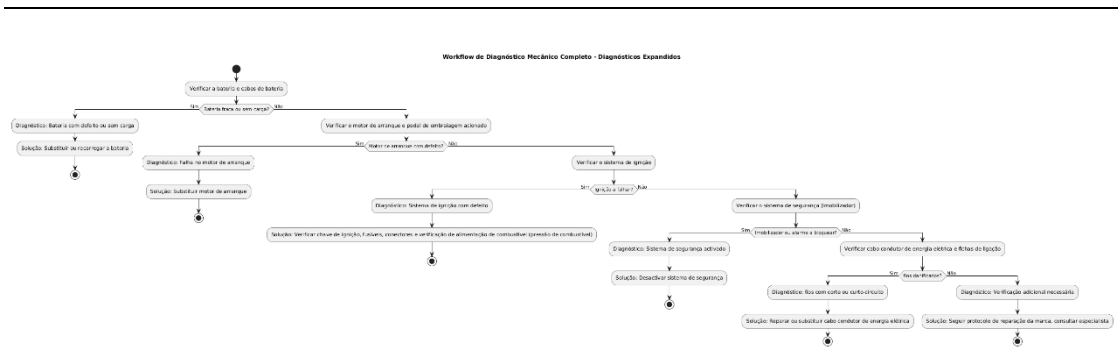 Workflow de Diagnóstico Mecânico Completo - Diagnósticos Expandidos
Verificar a bateria e cabos de bateria
Sim Bateria fraca ou sem carga? Não
Diagnóstico: Bateria com defeito ou sem carga
Verificar o motor de arranque e pedal de embraiagem acionado
Solução: Substituir ou recarregar a bateria
Sim Motor de arranque com defeito? Não
Diagnóstico: Falha no motor de arranque
Verificar o sistema de ignição
Solução: Substituir motor de arranque
Sim Ignição a falhar? Não
Diagnóstico: Sistema de ignição com defeito
Verificar o sistema de segurança (imobilizador)
Solução: Verificar chave de ignição, fusíveis, conectores e verificação de alimentação de combustível (pressão de combustível)
Sim Imobilizador ou alarme a bloquear? Não
Diagnóstico: Sistema de segurança activado
Verificar cabo condutor de energia elétrica e fichas de ligação
Solução: Desactivar sistema de segurança
Sim fios danificados? Não
Diagnóstico: fios com corte ou curto-circuito
Diagnóstico: Verificação adicional necessária
Solução: Reparar ou substituir cabo condutor de energia elétrica
Solução: Seguir protocolo de reparação da marca, consultar especialista